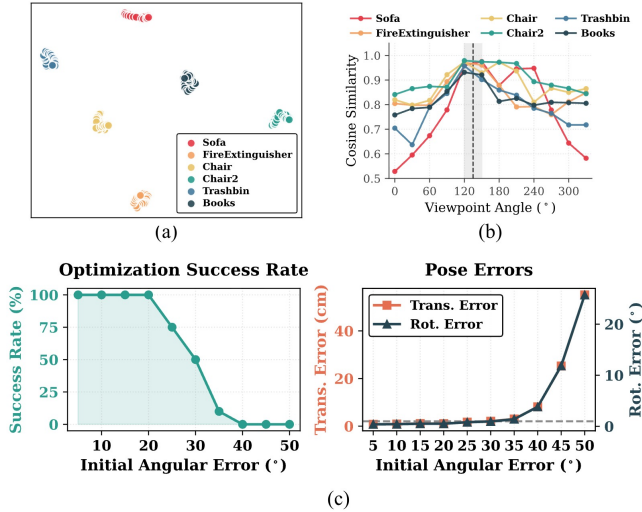 Sofa
FireExtinguisher
Chair
Chair2
Trashbin
Books
(a)
Sofa Chair Trashbin
FireExtinguisher Chair2 Books
Cosine Similarity
1.0
0.9
0.8
0.7
0.6
0.5
0 60 120 180 240 300
Viewpoint Angle (°)
(b)
Optimization Success Rate
Success Rate (%)
100
75
50
25
0
10 20 30 40 50
Initial Angular Error (°)
Pose Errors
Trans. Error (cm)
40
20
0
Trans. Error
Rot. Error
20
10
0
Rot. Error (°)
5 10 15 20 25 30 35 40 45 50
Initial Angular Error (°)
(c)